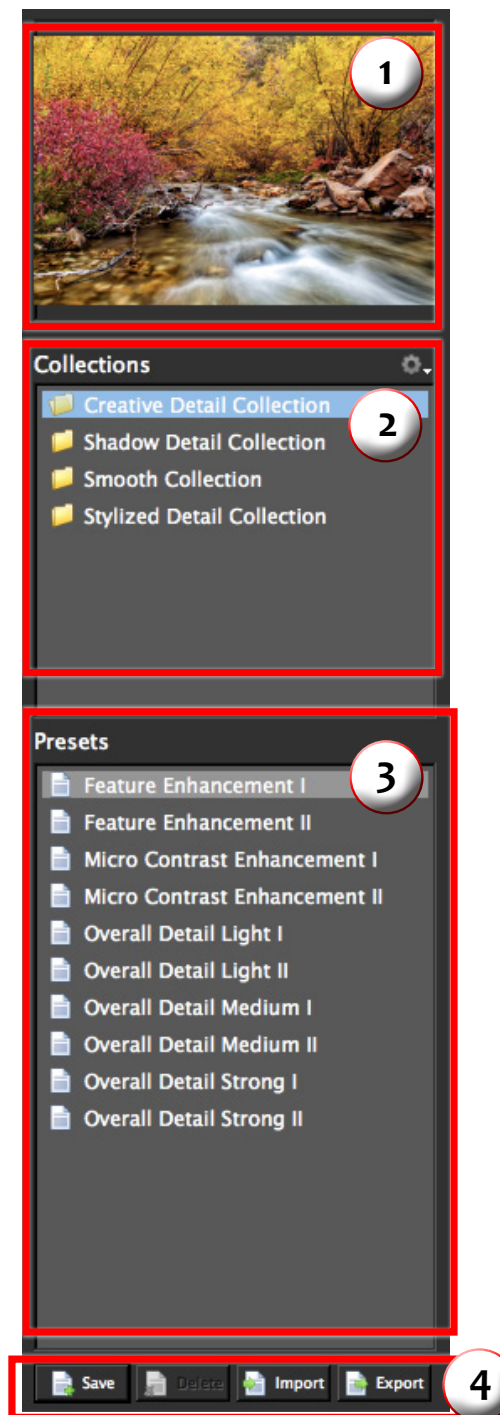 1
Collections
Creative Detail Collection
2
Shadow Detail Collection
Smooth Collection
Stylized Detail Collection
Presets
3
Feature Enhancement I
Feature Enhancement II
Micro Contrast Enhancement I
Micro Contrast Enhancement II
Overall Detail Light I
Overall Detail Light II
Overall Detail Medium I
Overall Detail Medium II
Overall Detail Strong I
Overall Detail Strong II
Save Delete Import Export 4